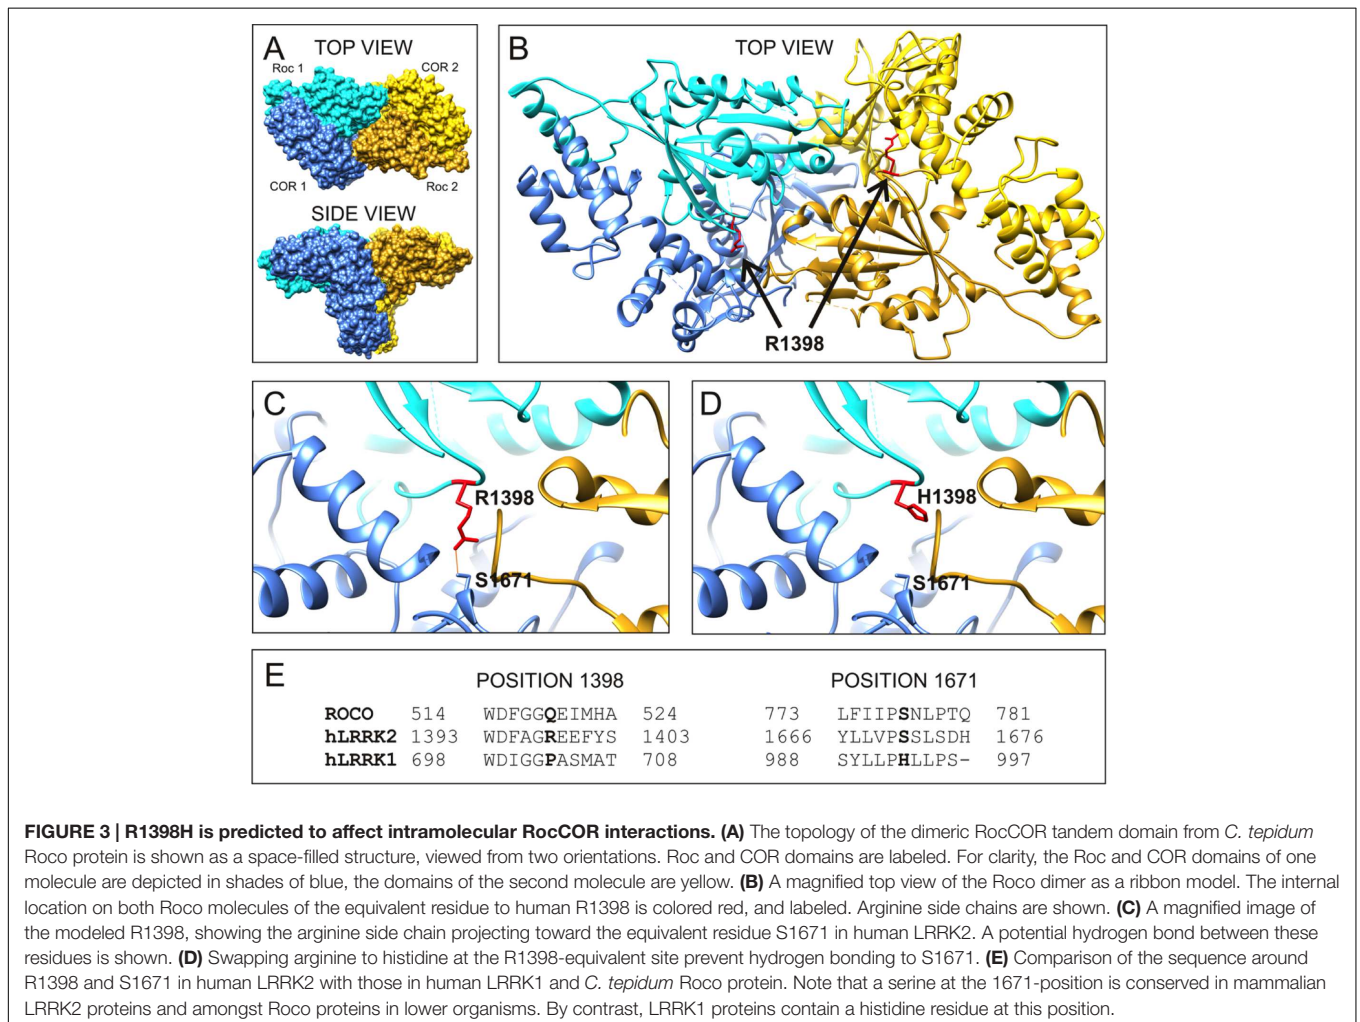 A
TOP VIEW
Roc 1
COR 2
COR 1
Roc 2
SIDE VIEW
B
TOP VIEW
R1398
C
R1398
S1671
D
H1398
S1671
E
POSITION 1398
POSITION 1671
ROCO 514 WDFGGQEIMHA 524 773 LFIIPSNLPTQ 781
hLRRK2 1393 WDFAGREEFYS 1403 1666 YLLVPSSLSDH 1676
hLRRK1 698 WDIGGPASMAT 708 988 SYLLPHLLPS- 997
FIGURE 3 | R1398H is predicted to affect intramolecular RocCOR interactions. (A) The topology of the dimeric RocCOR tandem domain from C. tepidum
Roco protein is shown as a space-filled structure, viewed from two orientations. Roc and COR domains are labeled. For clarity, the Roc and COR domains of one
molecule are depicted in shades of blue, the domains of the second molecule are yellow. (B) A magnified top view of the Roco dimer as a ribbon model. The internal
location on both Roco molecules of the equivalent residue to human R1398 is colored red, and labeled. Arginine side chains are shown. (C) A magnified image of
the modeled R1398, showing the arginine side chain projecting toward the equivalent residue S1671 in human LRRK2. A potential hydrogen bond between these
residues is shown. (D) Swapping arginine to histidine at the R1398-equivalent site prevent hydrogen bonding to S1671. (E) Comparison of the sequence around
R1398 and S1671 in human LRRK2 with those in human LRRK1 and C. tepidum Roco protein. Note that a serine at the 1671-position is conserved in mammalian
LRRK2 proteins and amongst Roco proteins in lower organisms. By contrast, LRRK1 proteins contain a histidine residue at this position.